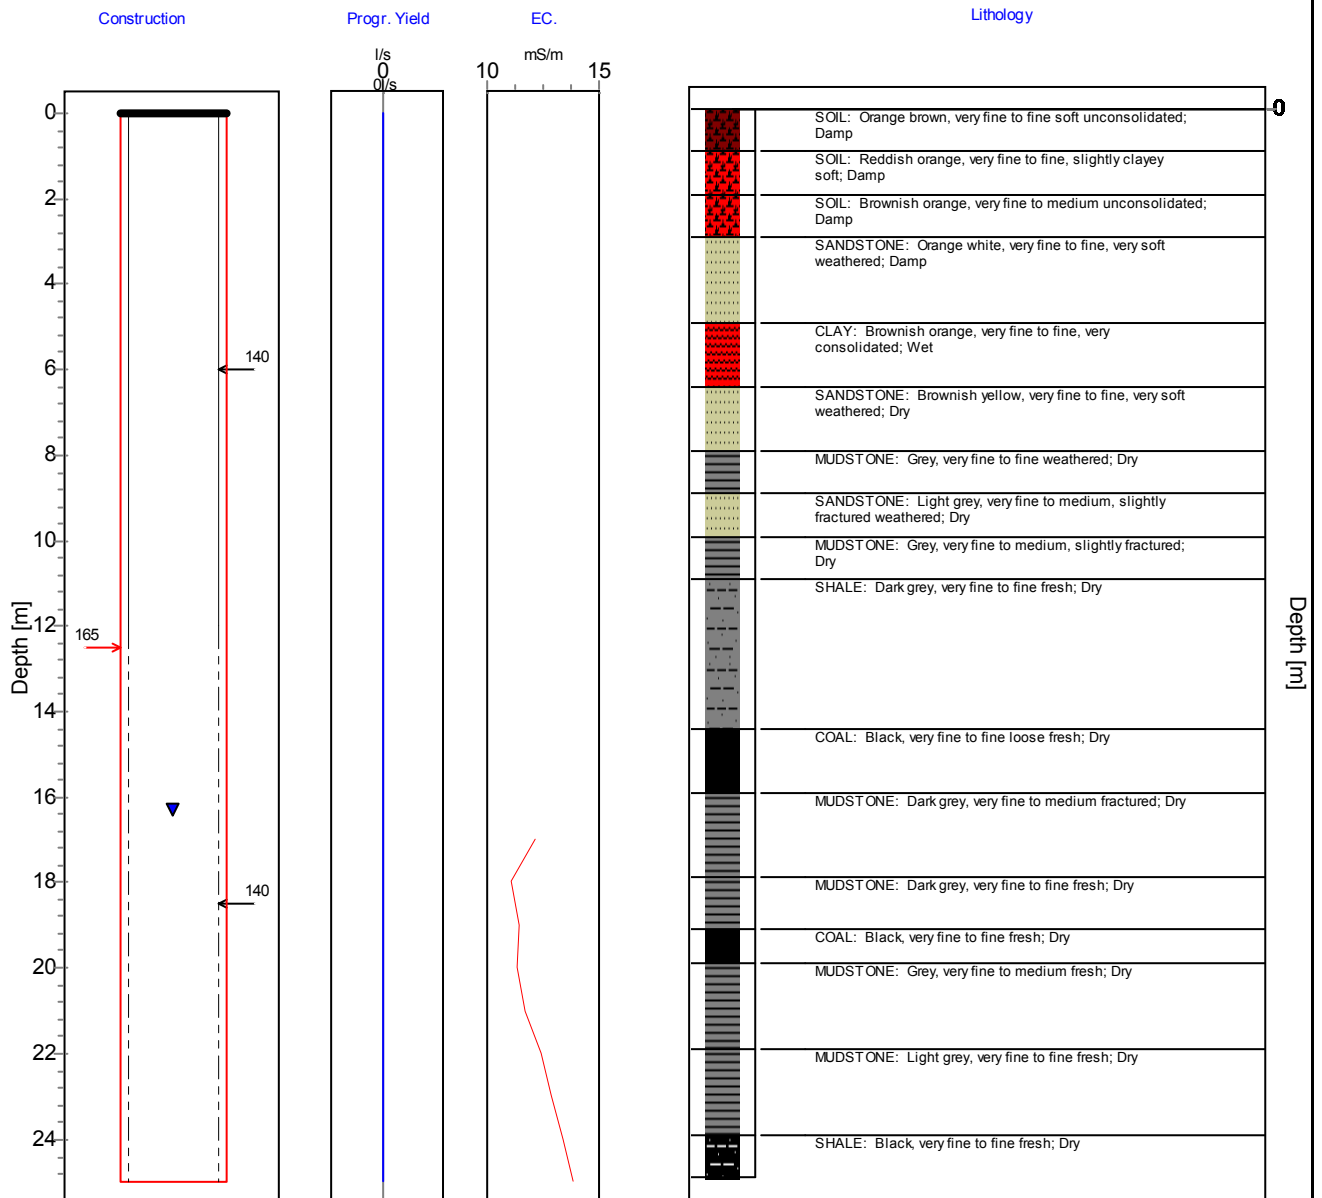 Construction
Progr. Yield
EC.
Lithology
l/s
0
0l/s
mS/m
10
15
Depth [m]
0
2
4
6
8
10
12
14
16
18
20
22
24
140
165
140
0
SOIL: Orange brown, very fine to fine soft unconsolidated;
Damp
SOIL: Reddish orange, very fine to fine, slightly clayey
soft; Damp
SOIL: Brownish orange, very fine to medium unconsolidated;
Damp
SANDSTONE: Orange white, very fine to fine, very soft
weathered; Damp
CLAY: Brownish orange, very fine to fine, very
consolidated; Wet
SANDSTONE: Brownish yellow, very fine to fine, very soft
weathered; Dry
MUDSTONE: Grey, very fine to fine weathered; Dry
SANDSTONE: Light grey, very fine to medium, slightly
fractured weathered; Dry
MUDSTONE: Grey, very fine to medium, slightly fractured;
Dry
SHALE: Dark grey, very fine to fine fresh; Dry
COAL: Black, very fine to fine loose fresh; Dry
MUDSTONE: Dark grey, very fine to medium fractured; Dry
MUDSTONE: Dark grey, very fine to fine fresh; Dry
COAL: Black, very fine to fine fresh; Dry
MUDSTONE: Grey, very fine to medium fresh; Dry
MUDSTONE: Light grey, very fine to fine fresh; Dry
SHALE: Black, very fine to fine fresh; Dry
Depth [m]